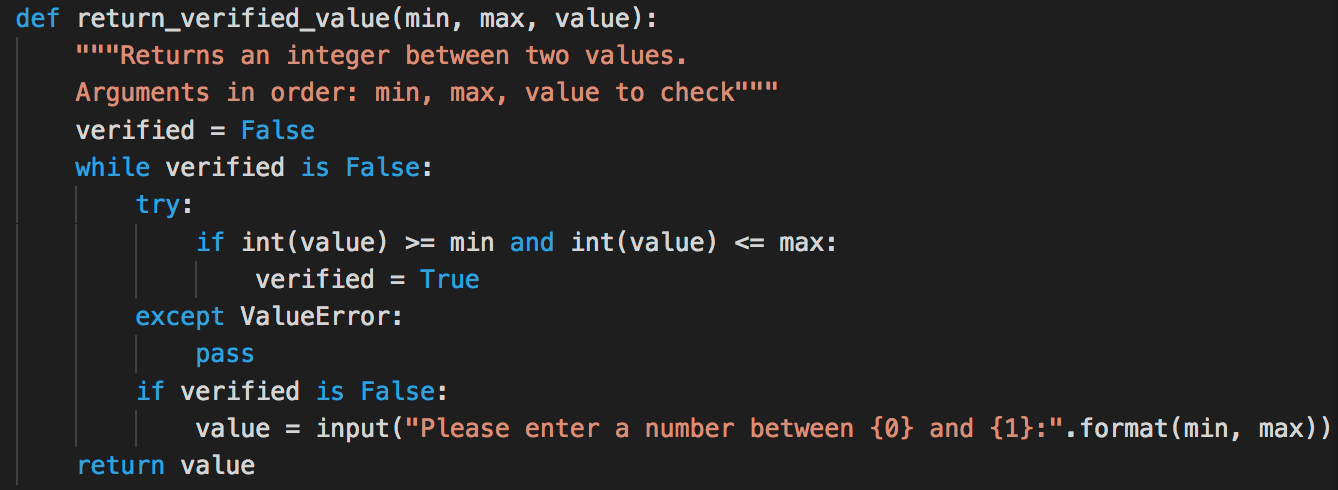 def return_verified_value(min, max, value):
    """Returns an integer between two values.
    Arguments in order: min, max, value to check"""
    verified = False
    while verified is False:
        try:
            if int(value) >= min and int(value) <= max:
                verified = True
        except ValueError:
            pass
        if verified is False:
            value = input("Please enter a number between {0} and {1}:".format(min, max))
    return value